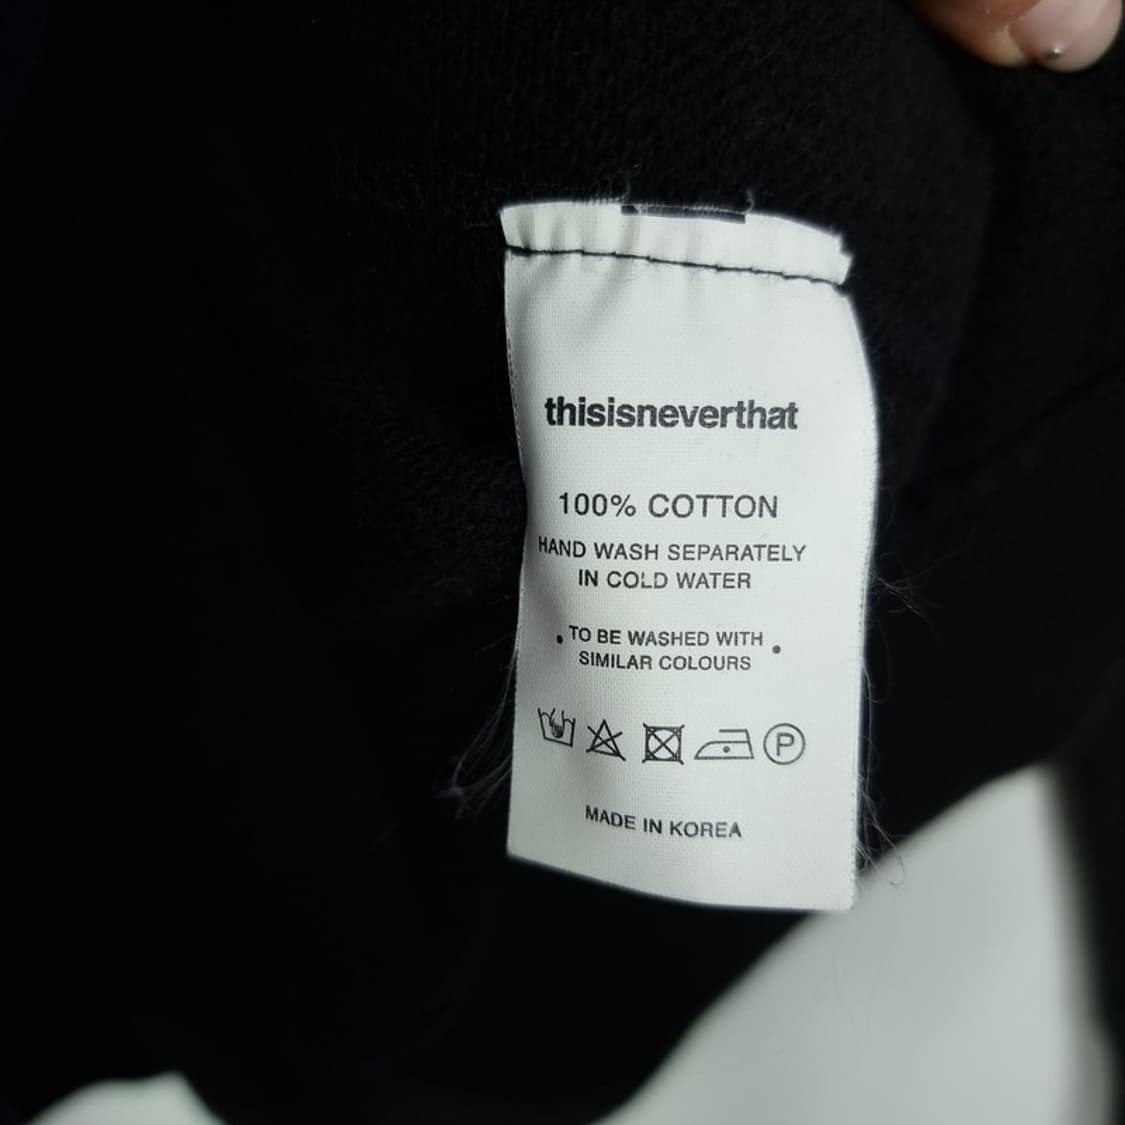 thisisneverthat
100% COTTON
HAND WASH SEPARATELY
IN COLD WATER
• TO BE WASHED WITH •
SIMILAR COLOURS
P
MADE IN KOREA